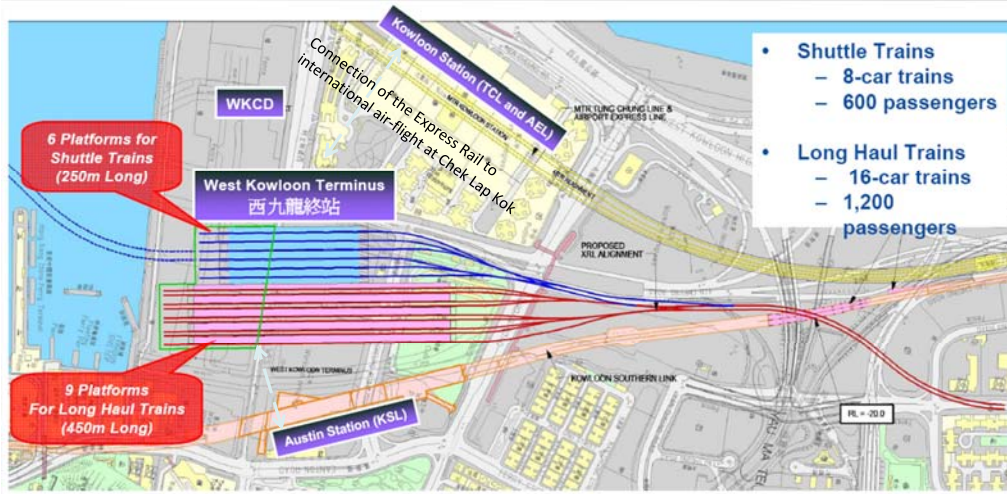 Kowloon Station (TCL and AEL)
Connection of the Express Rail to
international air-flight at Chek Lap Kok
WKCD
MTR KOWLOON STATION
MTR TUNG CHUNG LINE &
AIRPORT EXPRESS LINE
• Shuttle Trains
– 8-car trains
– 600 passengers
• Long Haul Trains
– 16-car trains
– 1,200
passengers
6 Platforms for
Shuttle Trains
(250m Long)
West Kowloon Terminus
西九龍終站
PROPOSED
XRL ALIGNMENT
9 Platforms
For Long Haul Trains
(450m Long)
WEST KOWLOON TERMINUS
KOWLOON SOUTHERN LINK
Austin Station (KSL)
RL = -20.0